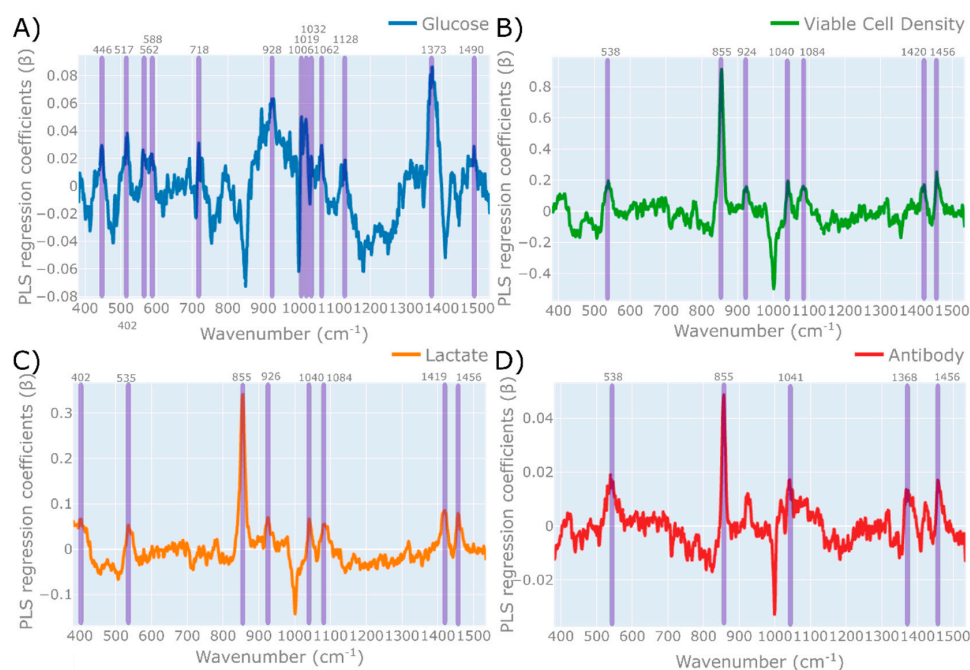 A)
Glucose
446 517 562 588 718 928 1006 1019 1032 1062 1128 1373 1490
PLS regression coefficients (β)
0.08
0.06
0.04
0.02
0
−0.02
−0.04
−0.06
−0.08
400 500 600 700 800 900 1000 1100 1200 1300 1400 1500
402
Wavenumber (cm⁻¹)
B)
Viable Cell Density
538 855 924 1040 1084 1420 1456
PLS regression coefficients (β)
0.8
0.6
0.4
0.2
0
−0.2
−0.4
400 500 600 700 800 900 1000 1100 1200 1300 1400 1500
Wavenumber (cm⁻¹)
C)
Lactate
402 535 855 926 1040 1084 1419 1456
PLS regression coefficients (β)
0.3
0.2
0.1
0
−0.1
400 500 600 700 800 900 1000 1100 1200 1300 1400 1500
Wavenumber (cm⁻¹)
D)
Antibody
538 855 1041 1368 1456
PLS regression coefficients (β)
0.04
0.02
0
−0.02
400 500 600 700 800 900 1000 1100 1200 1300 1400 1500
Wavenumber (cm⁻¹)